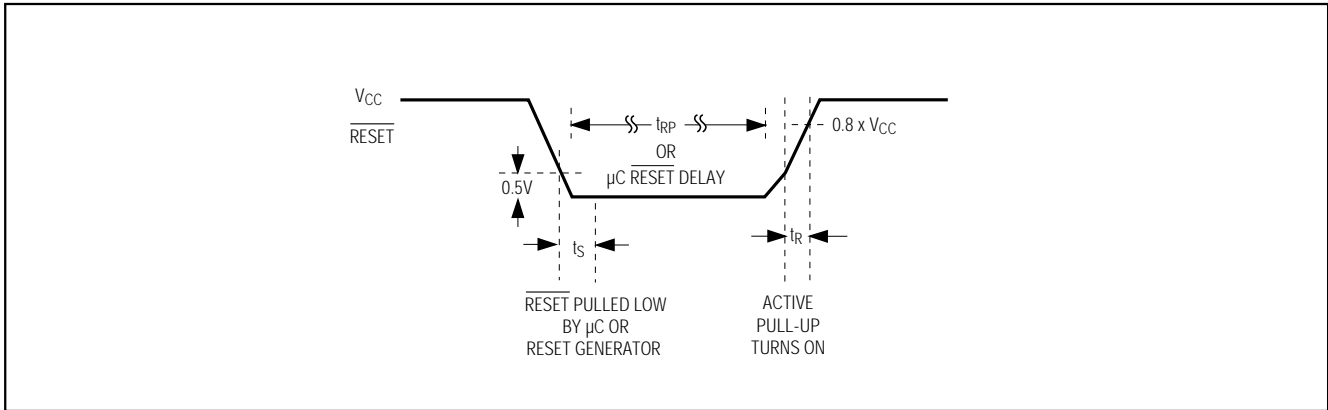 VCC
RESET
tRP
OR
µC RESET DELAY
0.8 x VCC
0.5V
tS
tR
RESET PULLED LOW
BY µC OR
RESET GENERATOR
ACTIVE
PULL-UP
TURNS ON